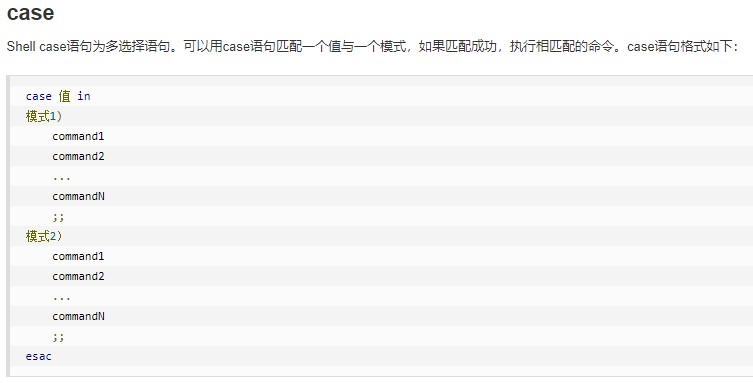 case
Shell case语句为多选择语句。可以用case语句匹配一个值与一个模式，如果匹配成功，执行相匹配的命令。case语句格式如下：
case 值 in
模式1)
    command1
    command2
    ...
    commandN
    ;;
模式2）
    command1
    command2
    ...
    commandN
    ;;
esac